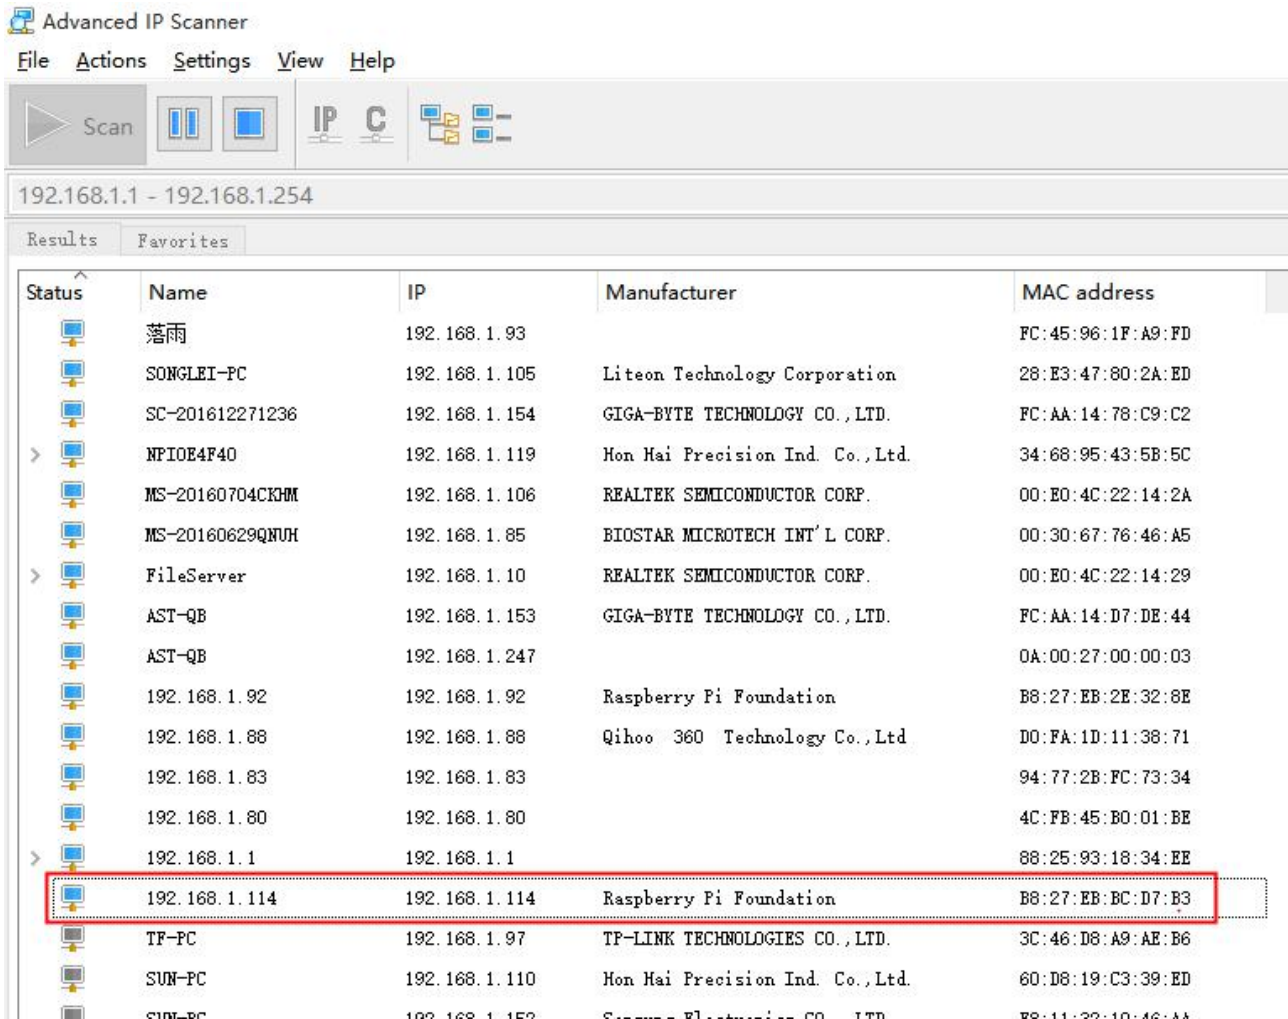 Advanced IP Scanner
File Actions Settings View Help
Scan IP C
192.168.1.1 - 192.168.1.254
Results Favorites
Status Name IP Manufacturer MAC address
落雨 192.168.1.93 FC:45:96:1F:A9:FD
SONGLEI-PC 192.168.1.105 Liteon Technology Corporation 28:E3:47:80:2A:ED
SC-201612271236 192.168.1.154 GIGA-BYTE TECHNOLOGY CO.,LTD. FC:AA:14:78:C9:C2
NPI0E4F40 192.168.1.119 Hon Hai Precision Ind. Co.,Ltd. 34:68:95:43:5B:5C
MS-20160704CKHM 192.168.1.106 REALTEK SEMICONDUCTOR CORP. 00:E0:4C:22:14:2A
MS-20160629QNUH 192.168.1.85 BIOSTAR MICROTECH INT'L CORP. 00:30:67:76:46:A5
FileServer 192.168.1.10 REALTEK SEMICONDUCTOR CORP. 00:E0:4C:22:14:29
AST-QB 192.168.1.153 GIGA-BYTE TECHNOLOGY CO.,LTD. FC:AA:14:D7:DE:44
AST-QB 192.168.1.247 0A:00:27:00:00:03
192.168.1.92 192.168.1.92 Raspberry Pi Foundation B8:27:EB:2E:32:8E
192.168.1.88 192.168.1.88 Qihoo 360 Technology Co.,Ltd D0:FA:1D:11:38:71
192.168.1.83 192.168.1.83 94:77:2B:FC:73:34
192.168.1.80 192.168.1.80 4C:FB:45:B0:01:BE
192.168.1.1 192.168.1.1 88:25:93:18:34:EE
192.168.1.114 192.168.1.114 Raspberry Pi Foundation B8:27:EB:BC:D7:B3
TF-PC 192.168.1.97 TP-LINK TECHNOLOGIES CO.,LTD. 3C:46:D8:A9:AE:B6
SUN-PC 192.168.1.110 Hon Hai Precision Ind. Co.,Ltd. 60:D8:19:C3:39:ED